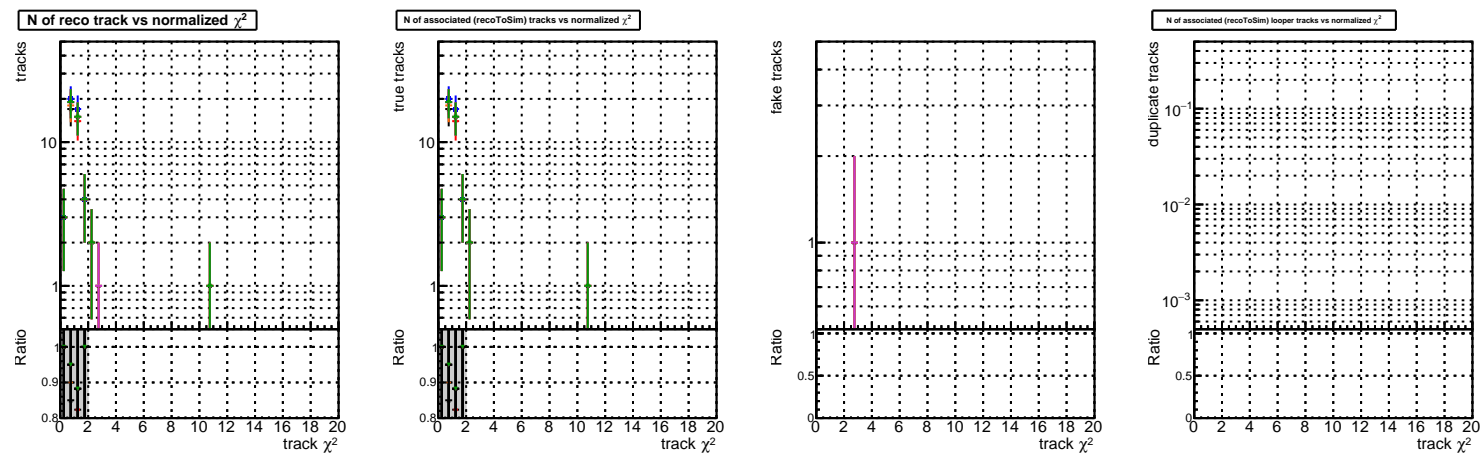 N of reco track vs normalized χ²
tracks
10
1
Ratio
1
0.9
0.8
0 2 4 6 8 10 12 14 16 18 20
track χ²
N of associated (recoToSim) tracks vs normalized χ²
true tracks
10
1
Ratio
1
0.9
0.8
0 2 4 6 8 10 12 14 16 18 20
track χ²
fake tracks
1
Ratio
1
0.5
0
0 2 4 6 8 10 12 14 16 18 20
track χ²
N of associated (recoToSim) looper tracks vs normalized χ²
duplicate tracks
10⁻¹
10⁻²
10⁻³
Ratio
1
0.5
0
0 2 4 6 8 10 12 14 16 18 20
track χ²